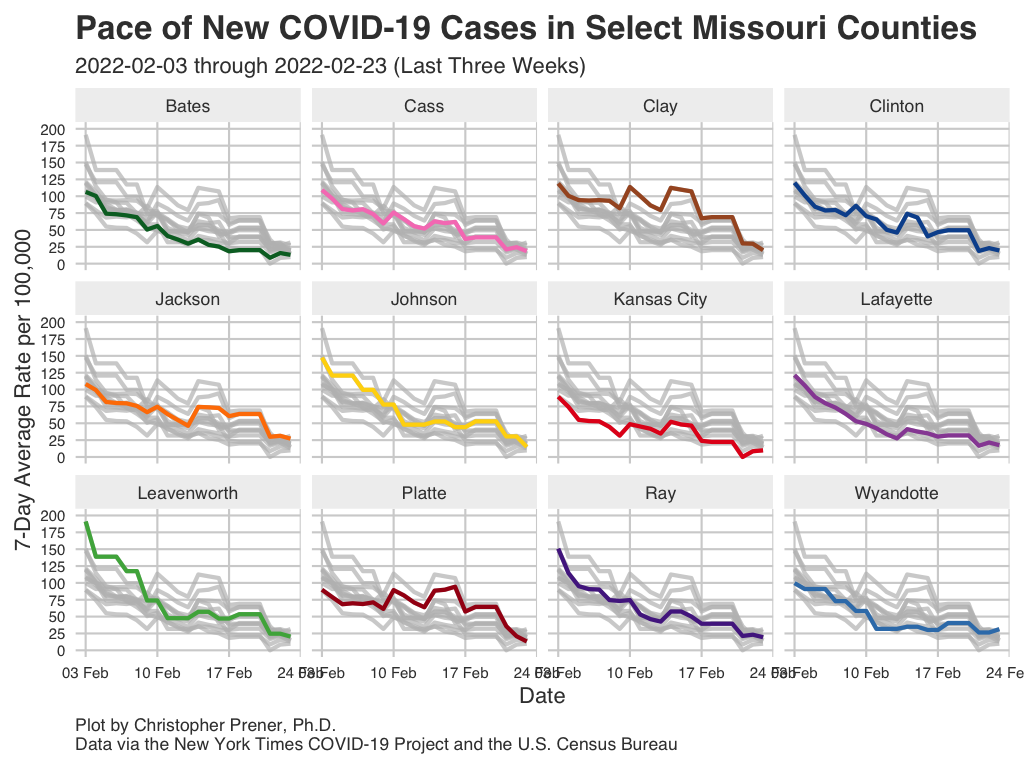 Pace of New COVID-19 Cases in Select Missouri Counties
2022-02-03 through 2022-02-23 (Last Three Weeks)
Bates Cass Clay Clinton
200
175
150
125
100
75
50
25
0
Jackson Johnson Kansas City Lafayette
200
175
150
125
100
75
50
25
0
Leavenworth Platte Ray Wyandotte
200
175
150
125
100
75
50
25
0
7-Day Average Rate per 100,000
03 Feb 10 Feb 17 Feb 24 Feb 03 Feb 10 Feb 17 Feb 24 Feb 03 Feb 10 Feb 17 Feb 24 Feb 03 Feb 10 Feb 17 Feb 24 Fe
Date
Plot by Christopher Prener, Ph.D.
Data via the New York Times COVID-19 Project and the U.S. Census Bureau